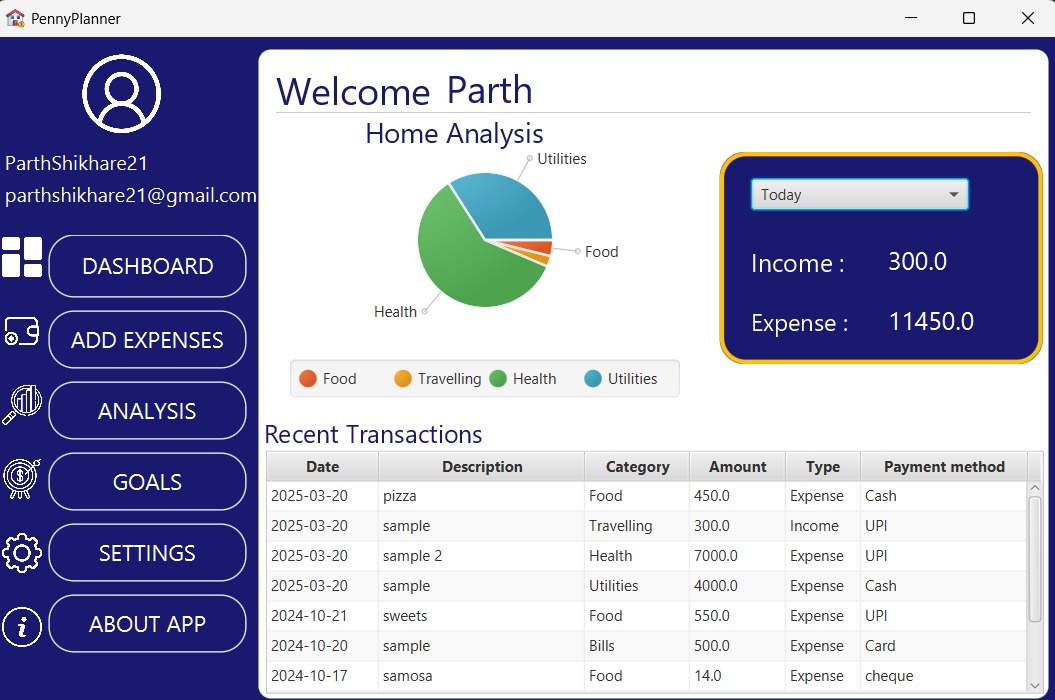 PennyPlanner
ParthShikhare21
parthshikhare21@gmail.com
DASHBOARD
ADD EXPENSES
ANALYSIS
GOALS
SETTINGS
ABOUT APP
Welcome Parth
Home Analysis
Utilities
Food
Health
Food Travelling Health Utilities
Today
Income : 300.0
Expense : 11450.0
Recent Transactions
Date Description Category Amount Type Payment method
2025-03-20 pizza Food 450.0 Expense Cash
2025-03-20 sample Travelling 300.0 Income UPI
2025-03-20 sample 2 Health 7000.0 Expense UPI
2025-03-20 sample Utilities 4000.0 Expense Cash
2024-10-21 sweets Food 550.0 Expense UPI
2024-10-20 sample Bills 500.0 Expense Card
2024-10-17 samosa Food 14.0 Expense cheque